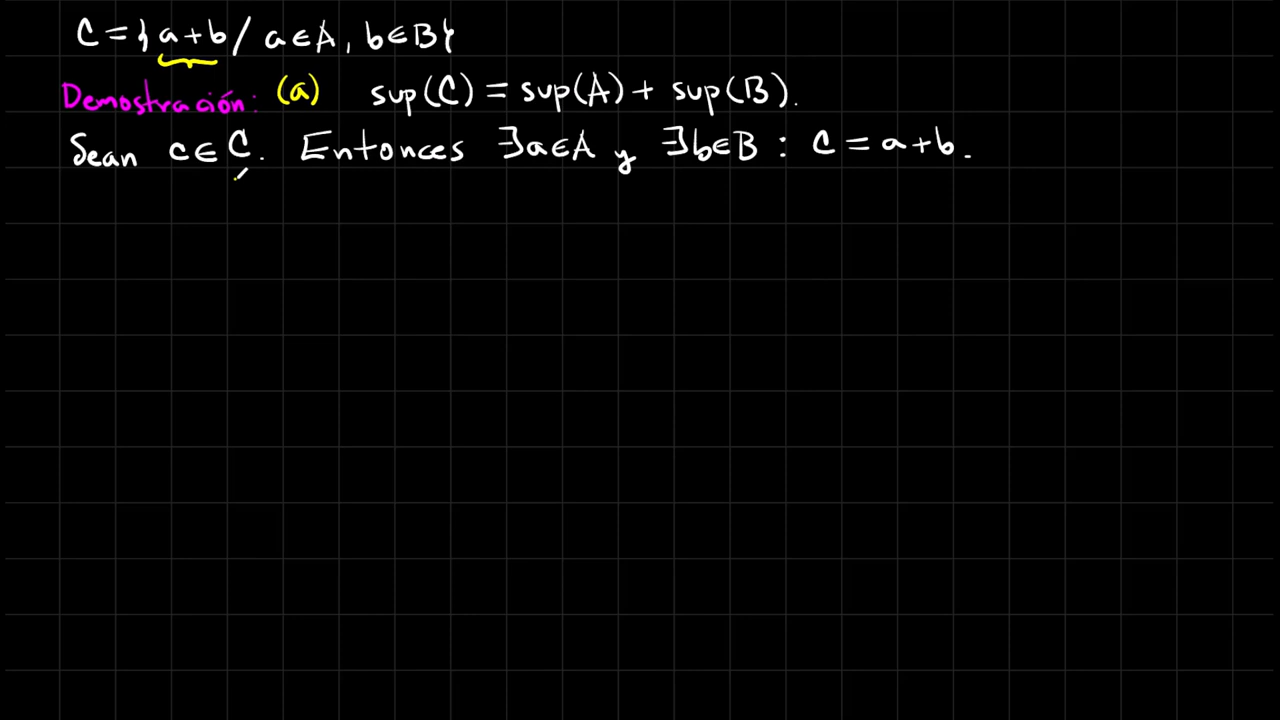 C = { a+b / a∈A, b∈B}
Demostración: (a) sup(C) = sup(A) + sup(B).
Sean c∈C. Entonces ∃a∈A y ∃b∈B : C = a+b.